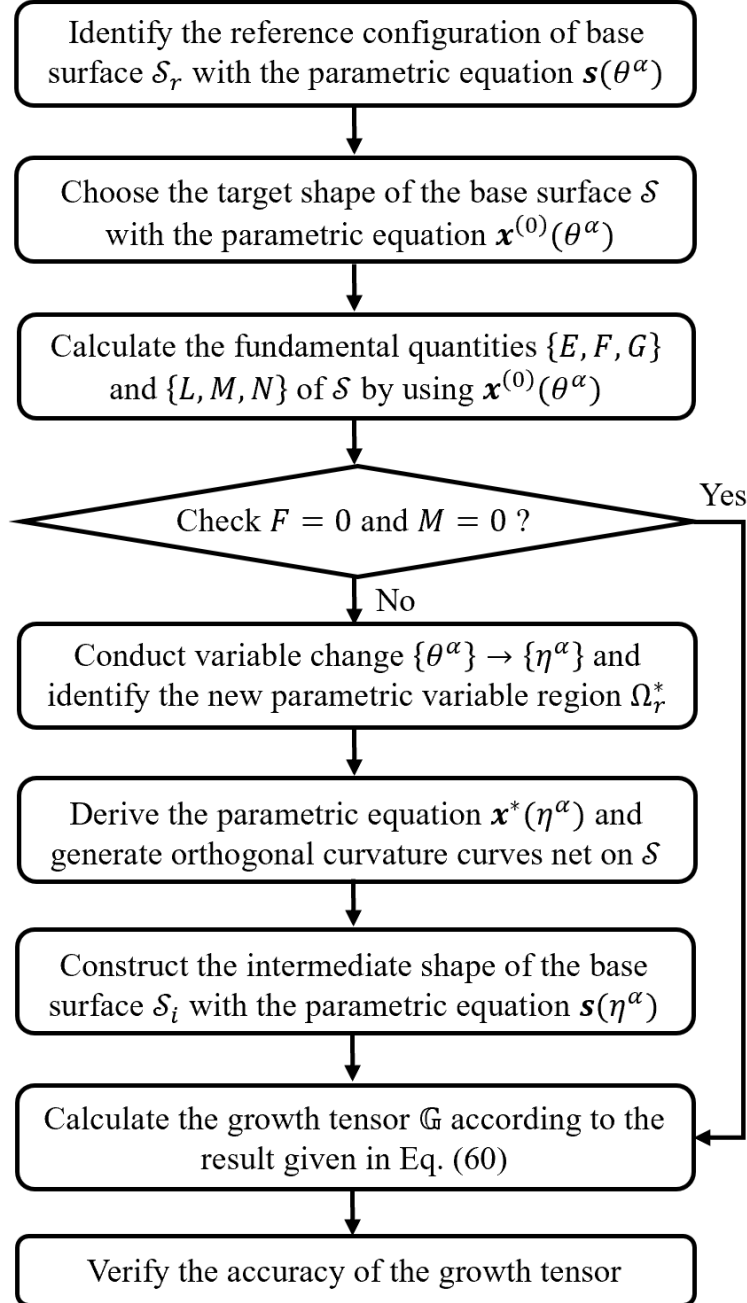 Identify the reference configuration of base
surface 𝒮ᵣ with the parametric equation 𝒔(θ^α)
Choose the target shape of the base surface 𝒮
with the parametric equation 𝒙^(0)(θ^α)
Calculate the fundamental quantities {E, F, G}
and {L, M, N} of 𝒮 by using 𝒙^(0)(θ^α)
Check F = 0 and M = 0 ?
Yes
No
Conduct variable change {θ^α} → {η^α} and
identify the new parametric variable region Ω_r^*
Derive the parametric equation 𝒙^*(η^α) and
generate orthogonal curvature curves net on 𝒮
Construct the intermediate shape of the base
surface 𝒮ᵢ with the parametric equation 𝒔(η^α)
Calculate the growth tensor 𝔾 according to the
result given in Eq. (60)
Verify the accuracy of the growth tensor